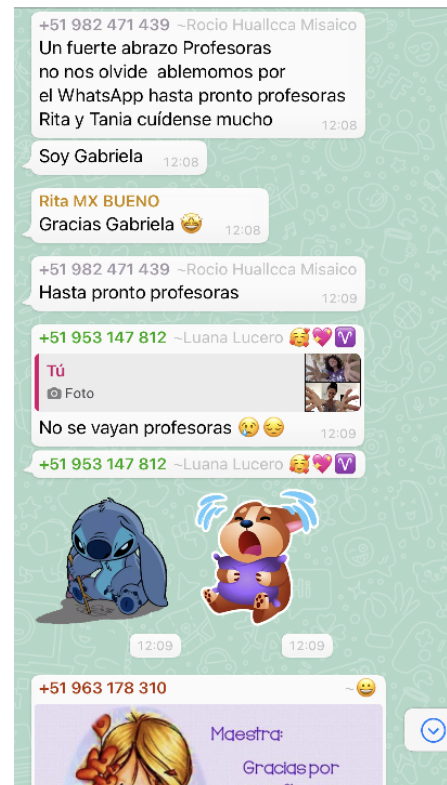 +51 982 471 439 ~Rocio Huallcca Misaico
Un fuerte abrazo Profesoras
no nos olvide ablemomos por
el WhatsApp hasta pronto profesoras
Rita y Tania cuídense mucho
12:08
Soy Gabriela 12:08
Rita MX BUENO
Gracias Gabriela 🤩 12:08
+51 982 471 439 ~Rocio Huallcca Misaico
Hasta pronto profesoras 12:09
+51 953 147 812 ~Luana Lucero 🥰💖♈
Tú
Foto
No se vayan profesoras 😢😔 12:09
+51 953 147 812 ~Luana Lucero 🥰💖♈
12:09 12:09
+51 963 178 310 ~😀
Maestra:
Gracias por